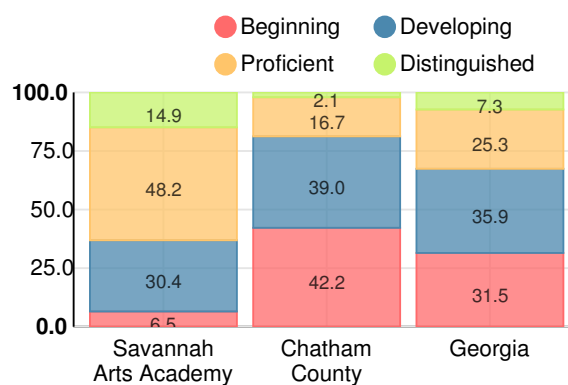 Beginning
Developing
Proficient
Distinguished
100.0
75.0
50.0
25.0
0.0
14.9
48.2
30.4
6.5
2.1
16.7
39.0
42.2
7.3
25.3
35.9
31.5
Savannah
Arts Academy
Chatham
County
Georgia